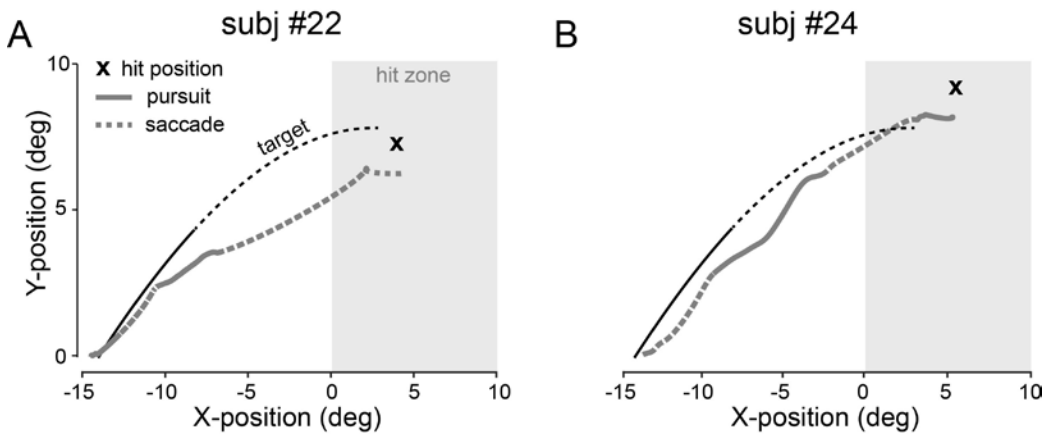 A
subj #22
10
5
0
-15
-10
-5
0
5
10
Y-position (deg)
X-position (deg)
x hit position
pursuit
saccade
target
hit zone
B
subj #24
-15
-10
-5
0
5
10
X-position (deg)
x
x